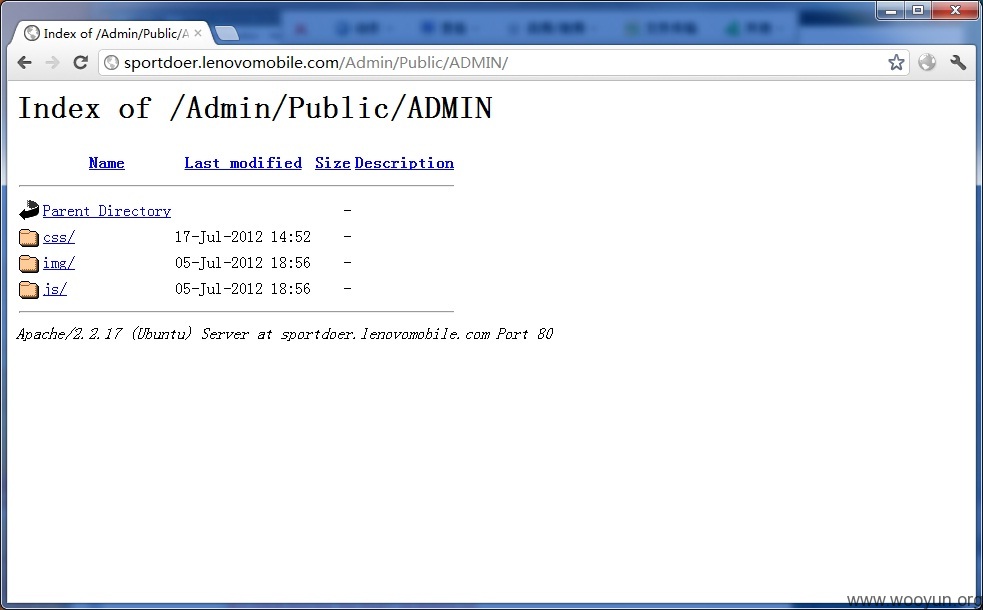 Index of /Admin/Public/A
sportdoer.lenovomobile.com/Admin/Public/ADMIN/
Index of /Admin/Public/ADMIN
Name Last modified Size Description
Parent Directory -
css/ 17-Jul-2012 14:52 -
img/ 05-Jul-2012 18:56 -
js/ 05-Jul-2012 18:56 -
Apache/2.2.17 (Ubuntu) Server at sportdoer.lenovomobile.com Port 80
www.wooyun.org